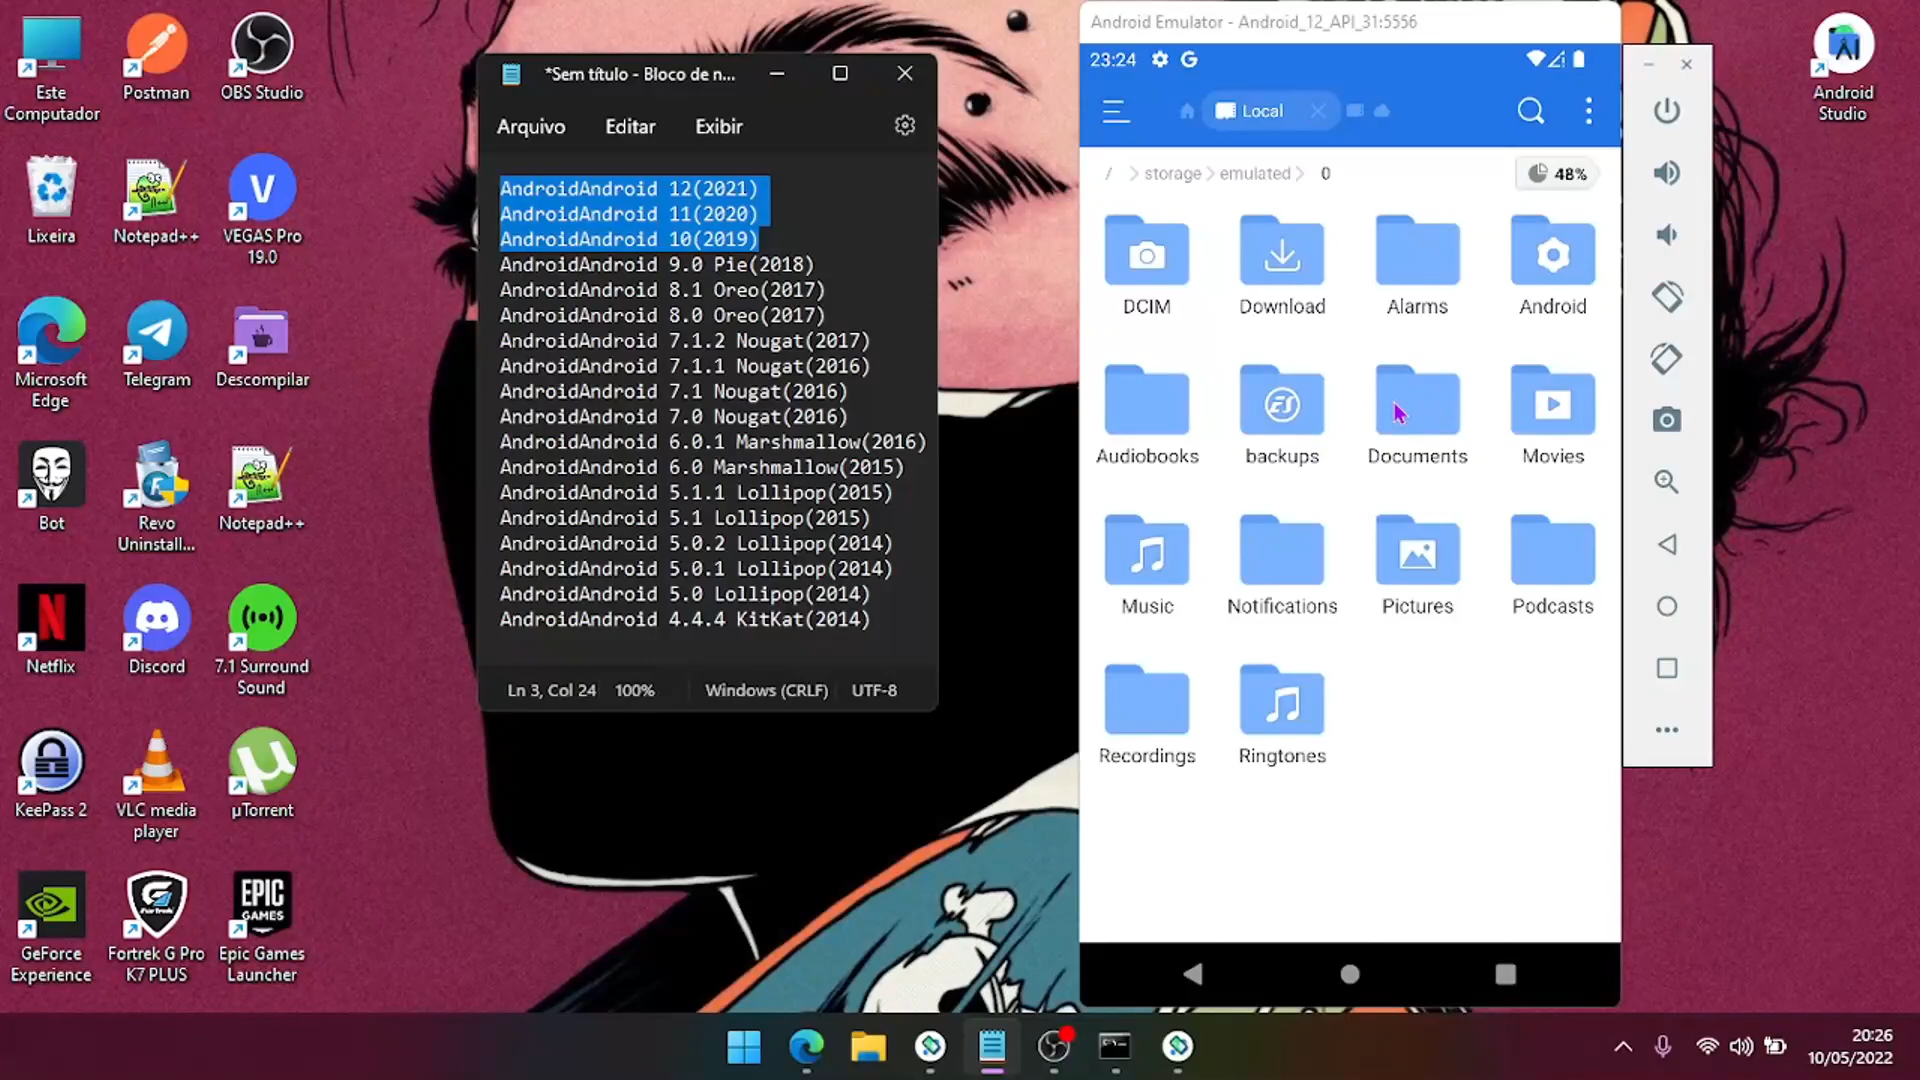 Este
Computador
Postman
OBS Studio
Lixeira
Notepad++
VEGAS Pro
19.0
Microsoft
Edge
Telegram
Descompilar
Bot
Revo
Uninstall...
Notepad++
Netflix
Discord
7.1 Surround
Sound
KeePass 2
VLC media
player
µTorrent
GeForce
Experience
Fortrek G Pro
K7 PLUS
EPIC
GAMES
Epic Games
Launcher
*Sem título - Bloco de n...
Arquivo Editar Exibir
AndroidAndroid 12(2021)
AndroidAndroid 11(2020)
AndroidAndroid 10(2019)
AndroidAndroid 9.0 Pie(2018)
AndroidAndroid 8.1 Oreo(2017)
AndroidAndroid 8.0 Oreo(2017)
AndroidAndroid 7.1.2 Nougat(2017)
AndroidAndroid 7.1.1 Nougat(2016)
AndroidAndroid 7.1 Nougat(2016)
AndroidAndroid 7.0 Nougat(2016)
AndroidAndroid 6.0.1 Marshmallow(2016)
AndroidAndroid 6.0 Marshmallow(2015)
AndroidAndroid 5.1.1 Lollipop(2015)
AndroidAndroid 5.1 Lollipop(2015)
AndroidAndroid 5.0.2 Lollipop(2014)
AndroidAndroid 5.0.1 Lollipop(2014)
AndroidAndroid 5.0 Lollipop(2014)
AndroidAndroid 4.4.4 KitKat(2014)
Ln 3, Col 24 100% Windows (CRLF) UTF-8
Android Emulator - Android_12_API_31:5556
23:24
Local
/ storage emulated 0 48%
DCIM Download Alarms Android
Audiobooks backups Documents Movies
Music Notifications Pictures Podcasts
Recordings Ringtones
Android
Studio
20:26
10/05/2022